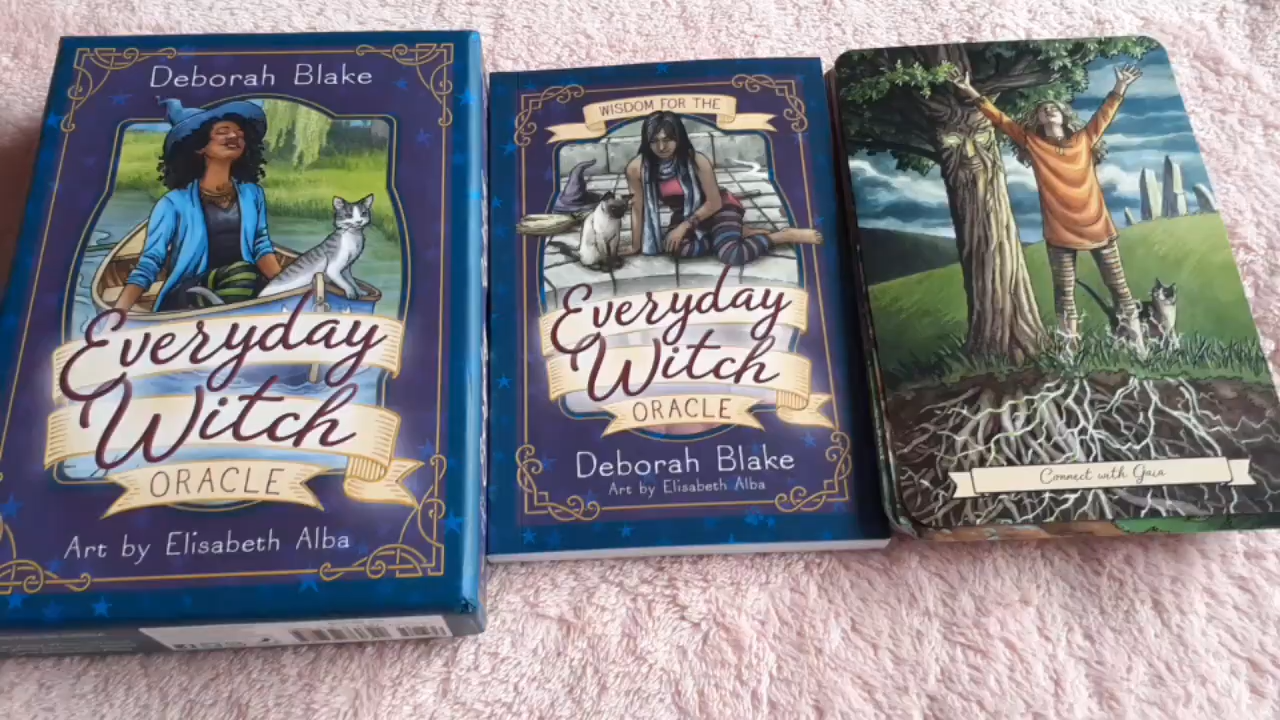 Deborah Blake
Everyday
Witch
ORACLE
Art by Elisabeth Alba
WISDOM FOR THE
Everyday
Witch
ORACLE
Deborah Blake
Art by Elisabeth Alba
Connect with Gaia